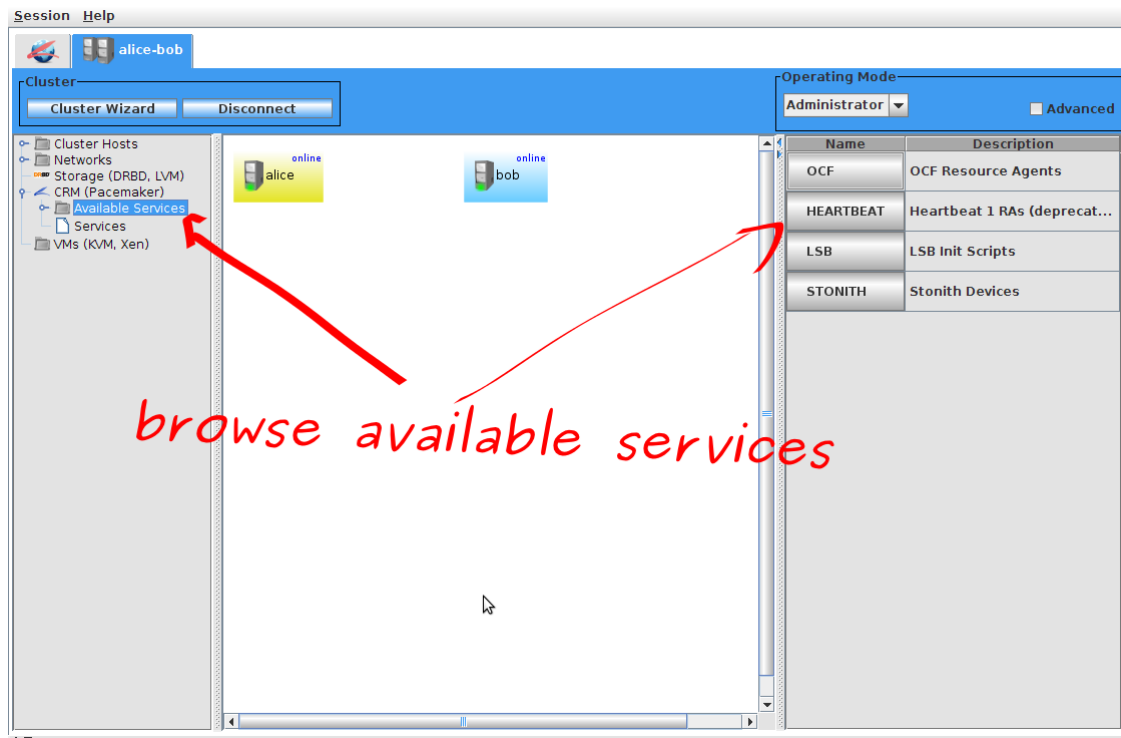 Session Help
alice-bob
Cluster
Cluster Wizard Disconnect
Operating Mode
Administrator
Advanced
Cluster Hosts
Networks
Storage (DRBD, LVM)
CRM (Pacemaker)
Available Services
Services
VMs (KVM, Xen)
online
alice
online
bob
Name Description
OCF OCF Resource Agents
HEARTBEAT Heartbeat 1 RAs (deprecat...
LSB LSB Init Scripts
STONITH Stonith Devices
browse available services